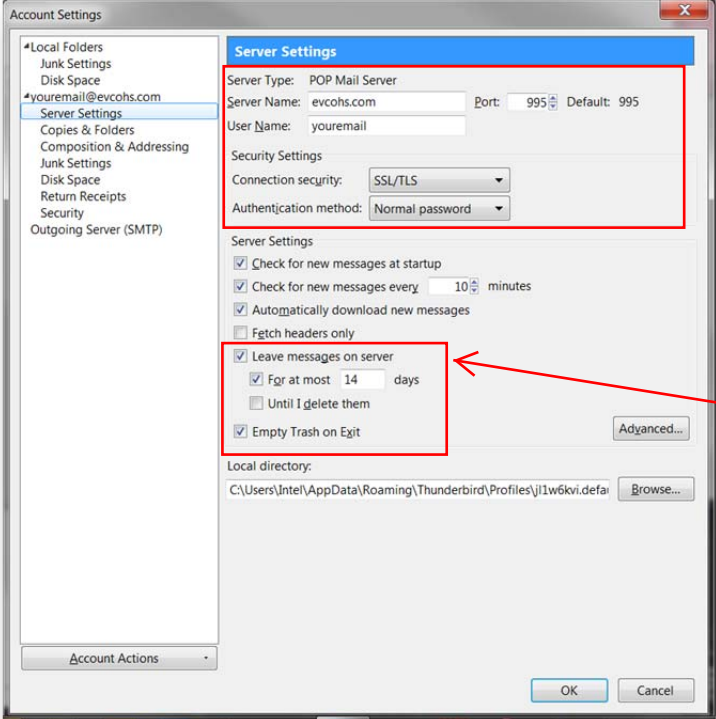 Account Settings
Local Folders
Junk Settings
Disk Space
youremail@evcohs.com
Server Settings
Copies & Folders
Composition & Addressing
Junk Settings
Disk Space
Return Receipts
Security
Outgoing Server (SMTP)
Account Actions
Server Settings
Server Type: POP Mail Server
Server Name: evcohs.com Port: 995 Default: 995
User Name: youremail
Security Settings
Connection security: SSL/TLS
Authentication method: Normal password
Server Settings
Check for new messages at startup
Check for new messages every 10 minutes
Automatically download new messages
Fetch headers only
Leave messages on server
For at most 14 days
Until I delete them
Empty Trash on Exit
Advanced...
Local directory:
C:\Users\Intel\AppData\Roaming\Thunderbird\Profiles\jl1w6kvi.defau Browse...
OK Cancel